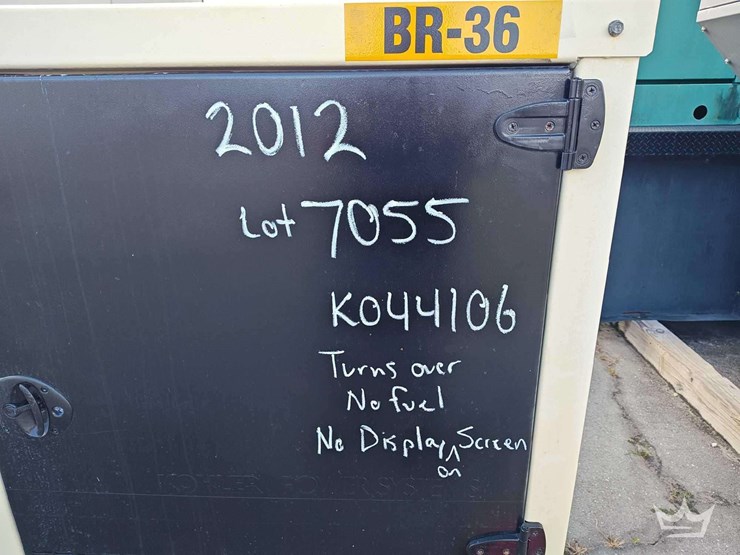 BR-36
2012
Lot 7055
K044106
Turns over
No fuel
No Display on Screen